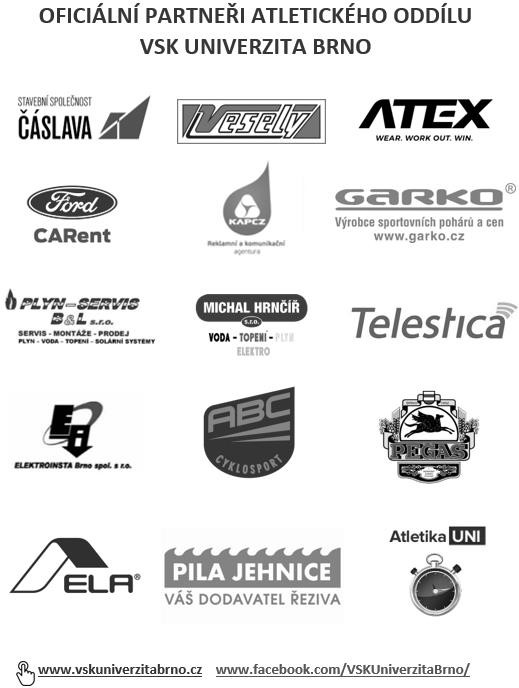 OFICIÁLNÍ PARTNEŘI ATLETICKÉHO ODDÍLU
VSK UNIVERZITA BRNO
STAVEBNÍ SPOLEČNOST
ČÁSLAVA
Vesely
ATEX
WEAR. WORK OUT. WIN.
Ford
CARent
KAPCZ
Reklamní a komunikační
agentura
GARKO®
Výrobce sportovních pohárů a cen
www.garko.cz
PLYN-SERVIS
B&L s.r.o.
SERVIS - MONTÁŽE - PRODEJ
PLYN - VODA - TOPENÍ - SOLÁRNÍ SYSTÉMY
MICHAL HRNČÍŘ
s.r.o.
VODA - TOPENÍ - PLYN
ELEKTRO
Telestica
ELEKTROINSTA Brno spol. s r.o.
ABC
CYKLOSPORT
PEGAS
ELA®
PILA JEHNICE
VÁŠ DODAVATEL ŘEZIVA
Atletika UNI
www.vskuniverzitabrno.cz www.facebook.com/VSKUniverzitaBrno/